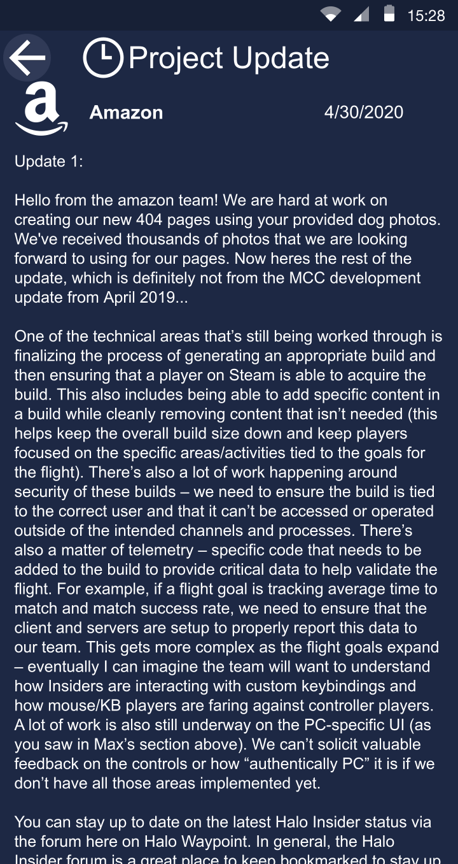 15:28
Project Update
Amazon 4/30/2020
Update 1:
Hello from the amazon team! We are hard at work on
creating our new 404 pages using your provided dog photos.
We've received thousands of photos that we are looking
forward to using for our pages. Now heres the rest of the
update, which is definitely not from the MCC development
update from April 2019...
One of the technical areas that’s still being worked through is
finalizing the process of generating an appropriate build and
then ensuring that a player on Steam is able to acquire the
build. This also includes being able to add specific content in
a build while cleanly removing content that isn’t needed (this
helps keep the overall build size down and keep players
focused on the specific areas/activities tied to the goals for
the flight). There’s also a lot of work happening around
security of these builds – we need to ensure the build is tied
to the correct user and that it can’t be accessed or operated
outside of the intended channels and processes. There’s
also a matter of telemetry – specific code that needs to be
added to the build to provide critical data to help validate the
flight. For example, if a flight goal is tracking average time to
match and match success rate, we need to ensure that the
client and servers are setup to properly report this data to
our team. This gets more complex as the flight goals expand
– eventually I can imagine the team will want to understand
how Insiders are interacting with custom keybindings and
how mouse/KB players are faring against controller players.
A lot of work is also still underway on the PC-specific UI (as
you saw in Max’s section above). We can’t solicit valuable
feedback on the controls or how “authentically PC” it is if we
don’t have all those areas implemented yet.
You can stay up to date on the latest Halo Insider status via
the forum here on Halo Waypoint. In general, the Halo
Insider forum is a great place to keep bookmarked to stay up